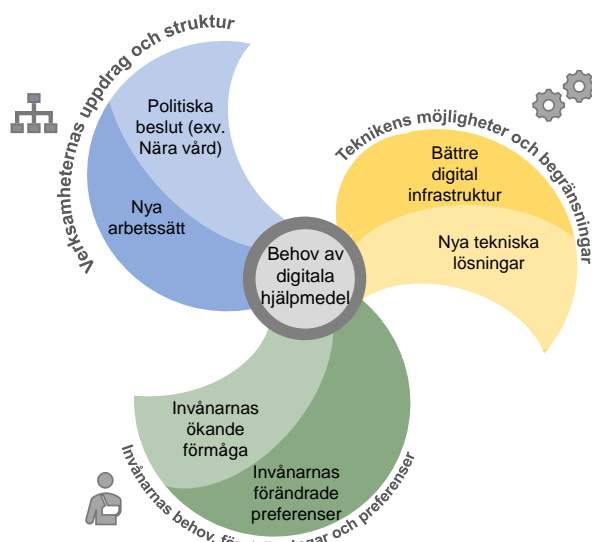 Verksamheternas uppdrag och struktur
Politiska
beslut (exv.
Nära vård)
Nya
arbetssätt
Teknikens möjligheter och begränsningar
Bättre
digital
infrastruktur
Nya tekniska
lösningar
Behov av
digitala
hjälpmedel
Invånarnas
ökande
förmåga
Invånarnas
förändrade
preferenser
Invånarnas behov, och preferenser